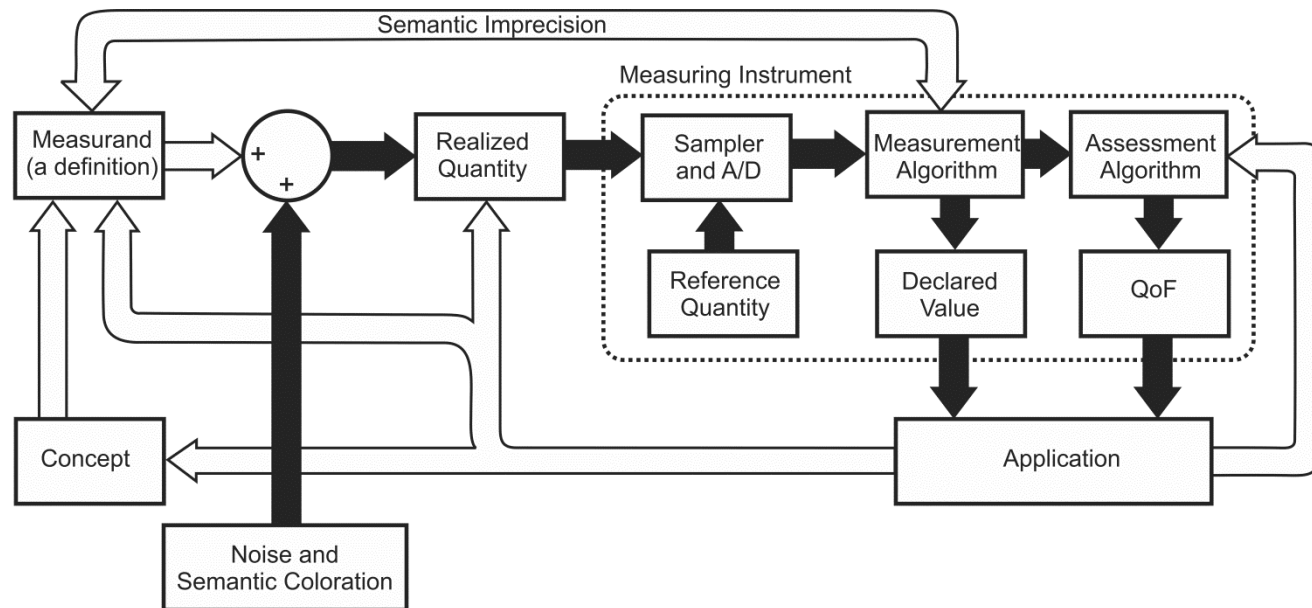 Semantic Imprecision
Measuring Instrument
Measurand
(a definition)
+
+
Realized
Quantity
Sampler
and A/D
Measurement
Algorithm
Assessment
Algorithm
Reference
Quantity
Declared
Value
QoF
Concept
Application
Noise and
Semantic Coloration